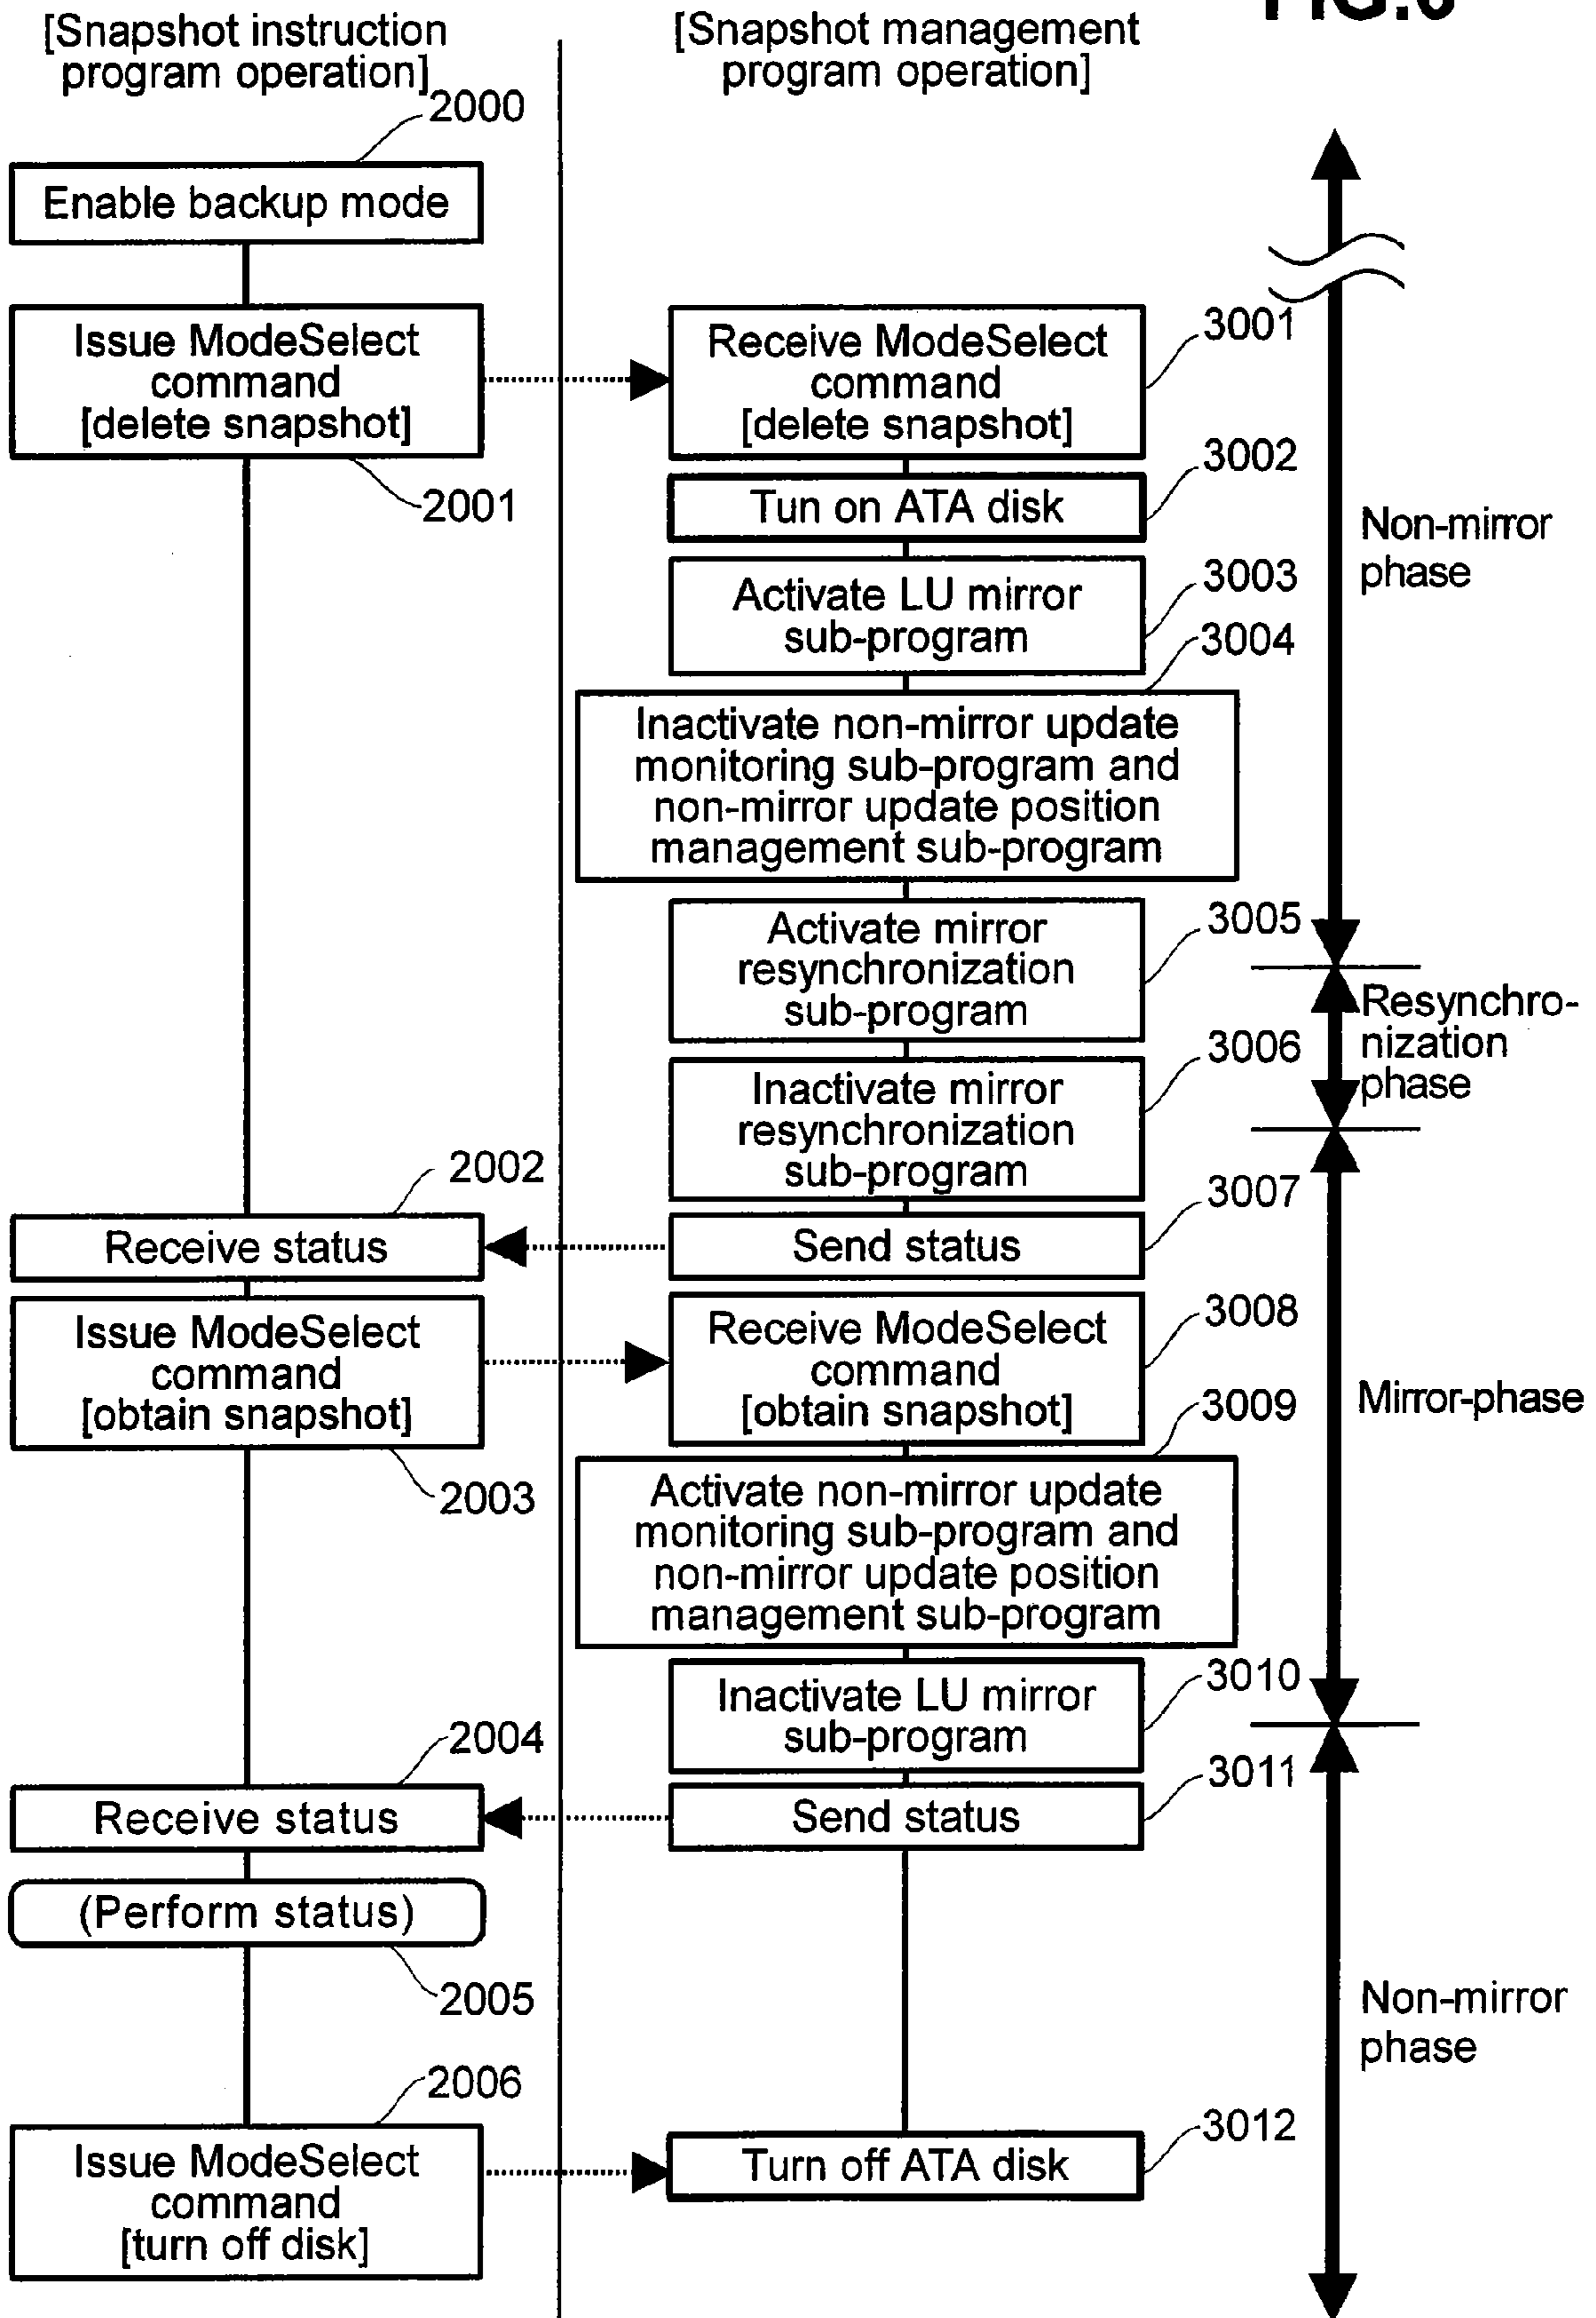 FIG.6
[Snapshot instruction
program operation]
[Snapshot management
program operation]
2000
Enable backup mode
Issue ModeSelect
command
[delete snapshot]
2001
Receive ModeSelect
command
[delete snapshot]
3001
3002
Tun on ATA disk
Activate LU mirror
sub-program
3003
3004
Inactivate non-mirror update
monitoring sub-program and
non-mirror update position
management sub-program
Non-mirror
phase
Activate mirror
resynchronization
sub-program
3005
Resynchro-
nization
phase
3006
Inactivate mirror
resynchronization
sub-program
2002
3007
Receive status
Send status
Issue ModeSelect
command
[obtain snapshot]
2003
Receive ModeSelect
command
[obtain snapshot]
3008
3009
Mirror-phase
Activate non-mirror update
monitoring sub-program and
non-mirror update position
management sub-program
Inactivate LU mirror
sub-program
3010
2004
3011
Receive status
Send status
(Perform status)
2005
Non-mirror
phase
2006
Issue ModeSelect
command
[turn off disk]
3012
Turn off ATA disk